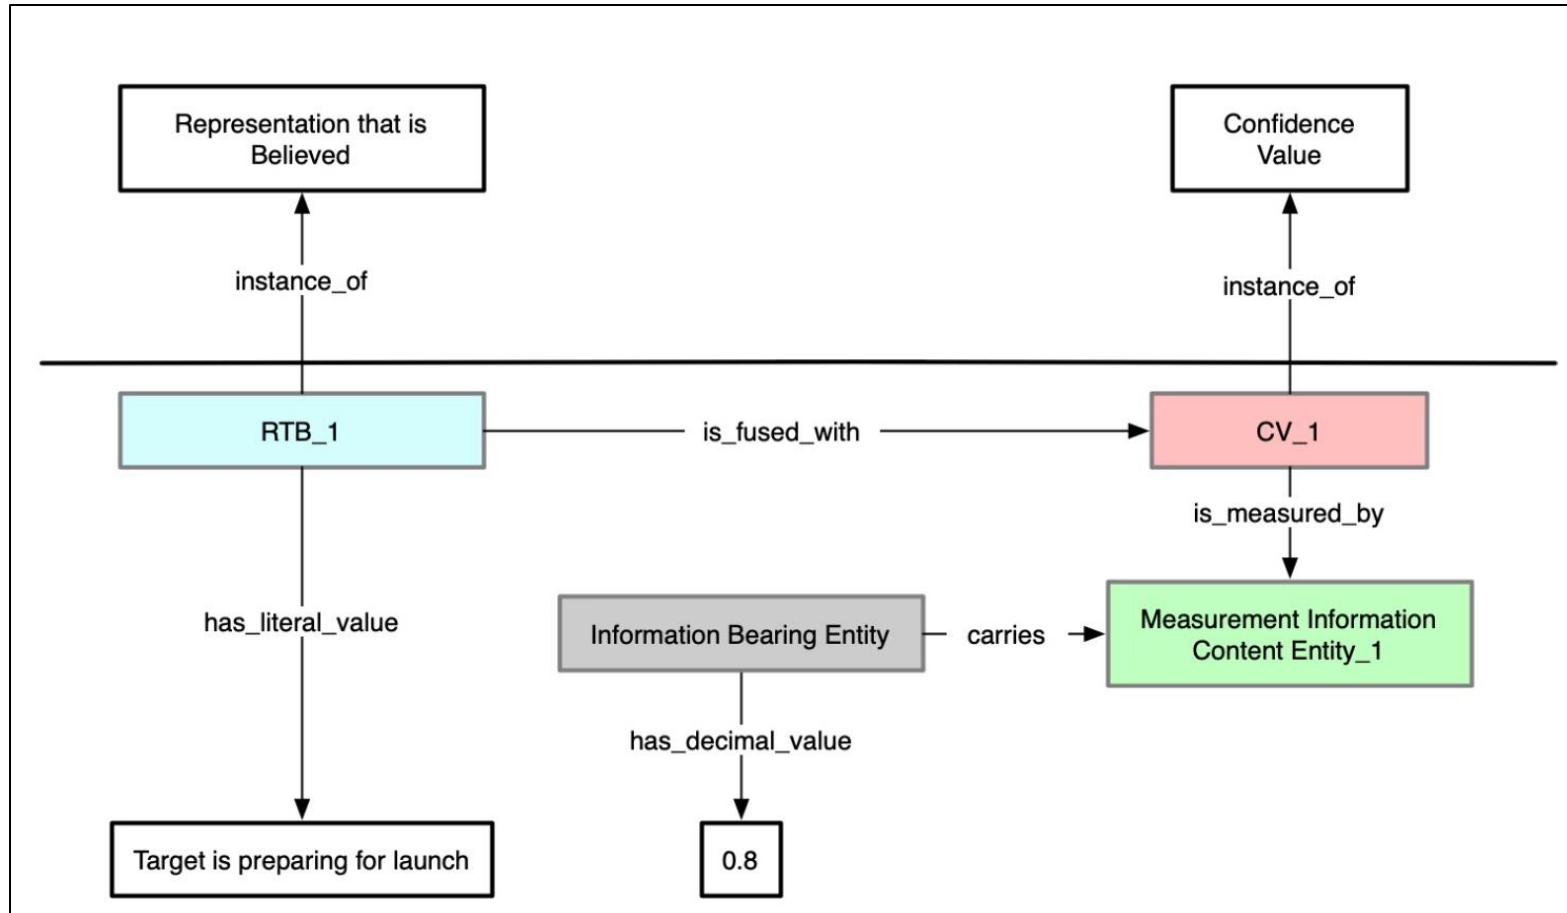 Representation that is
Believed
Confidence
Value
instance_of
instance_of
RTB_1
is_fused_with
CV_1
is_measured_by
has_literal_value
Information Bearing Entity
carries
Measurement Information
Content Entity_1
has_decimal_value
Target is preparing for launch
0.8